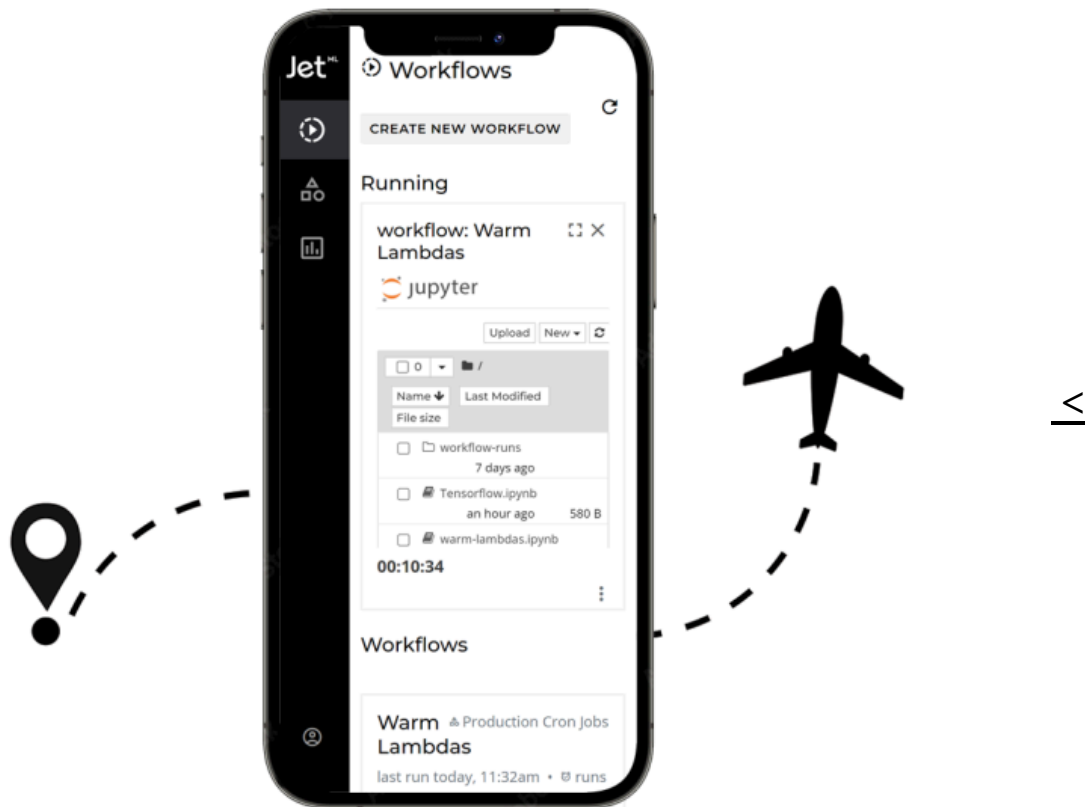 Jet ML
Workflows
CREATE NEW WORKFLOW
Running
workflow: Warm
Lambdas
jupyter
Upload New
0 /
Name Last Modified
File size
workflow-runs
7 days ago
Tensorflow.ipynb
an hour ago 580 B
warm-lambdas.ipynb
00:10:34
Workflows
Warm Production Cron Jobs
Lambdas
last run today, 11:32am • runs
<